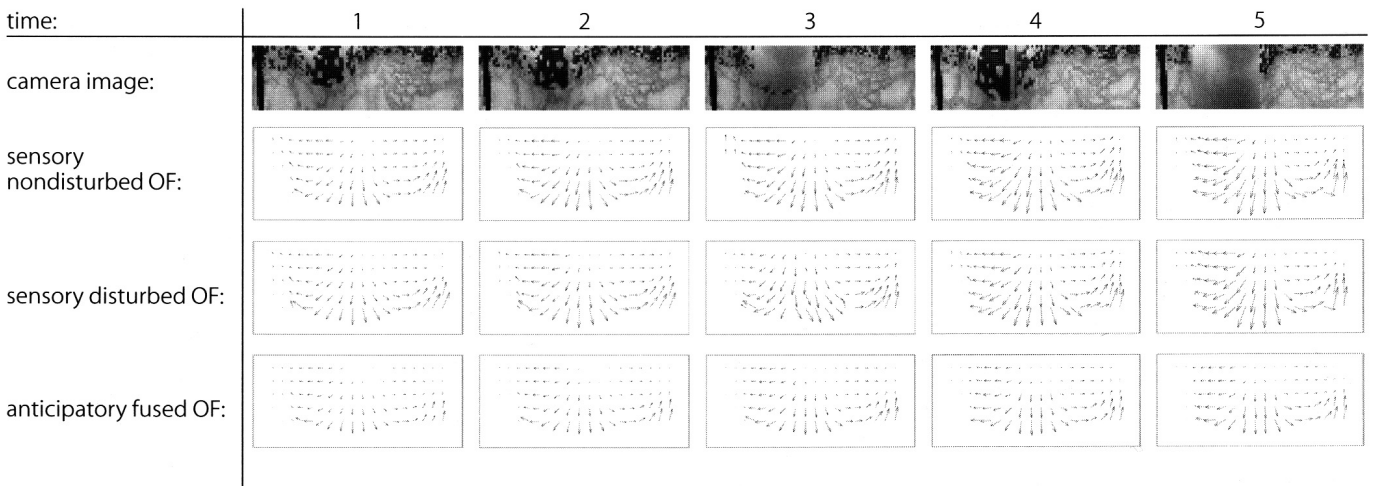 time: 1 2 3 4 5
camera image:
sensory
nondisturbed OF:
sensory disturbed OF:
anticipatory fused OF: